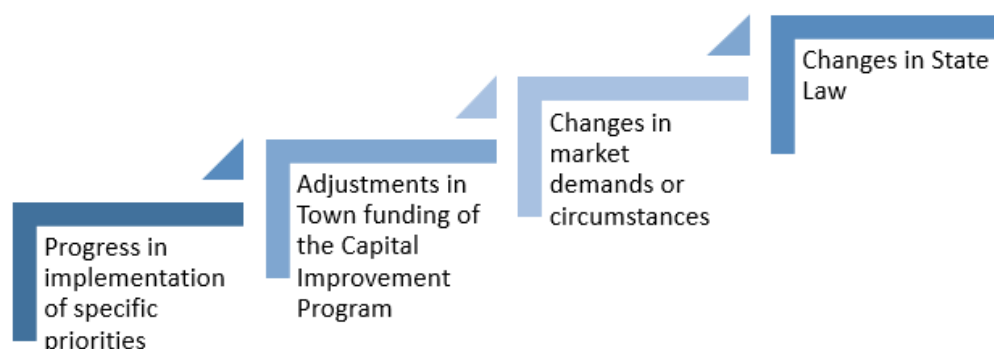 Progress in
implementation
of specific
priorities
Adjustments in
Town funding of
the Capital
Improvement
Program
Changes in
market
demands or
circumstances
Changes in State
Law